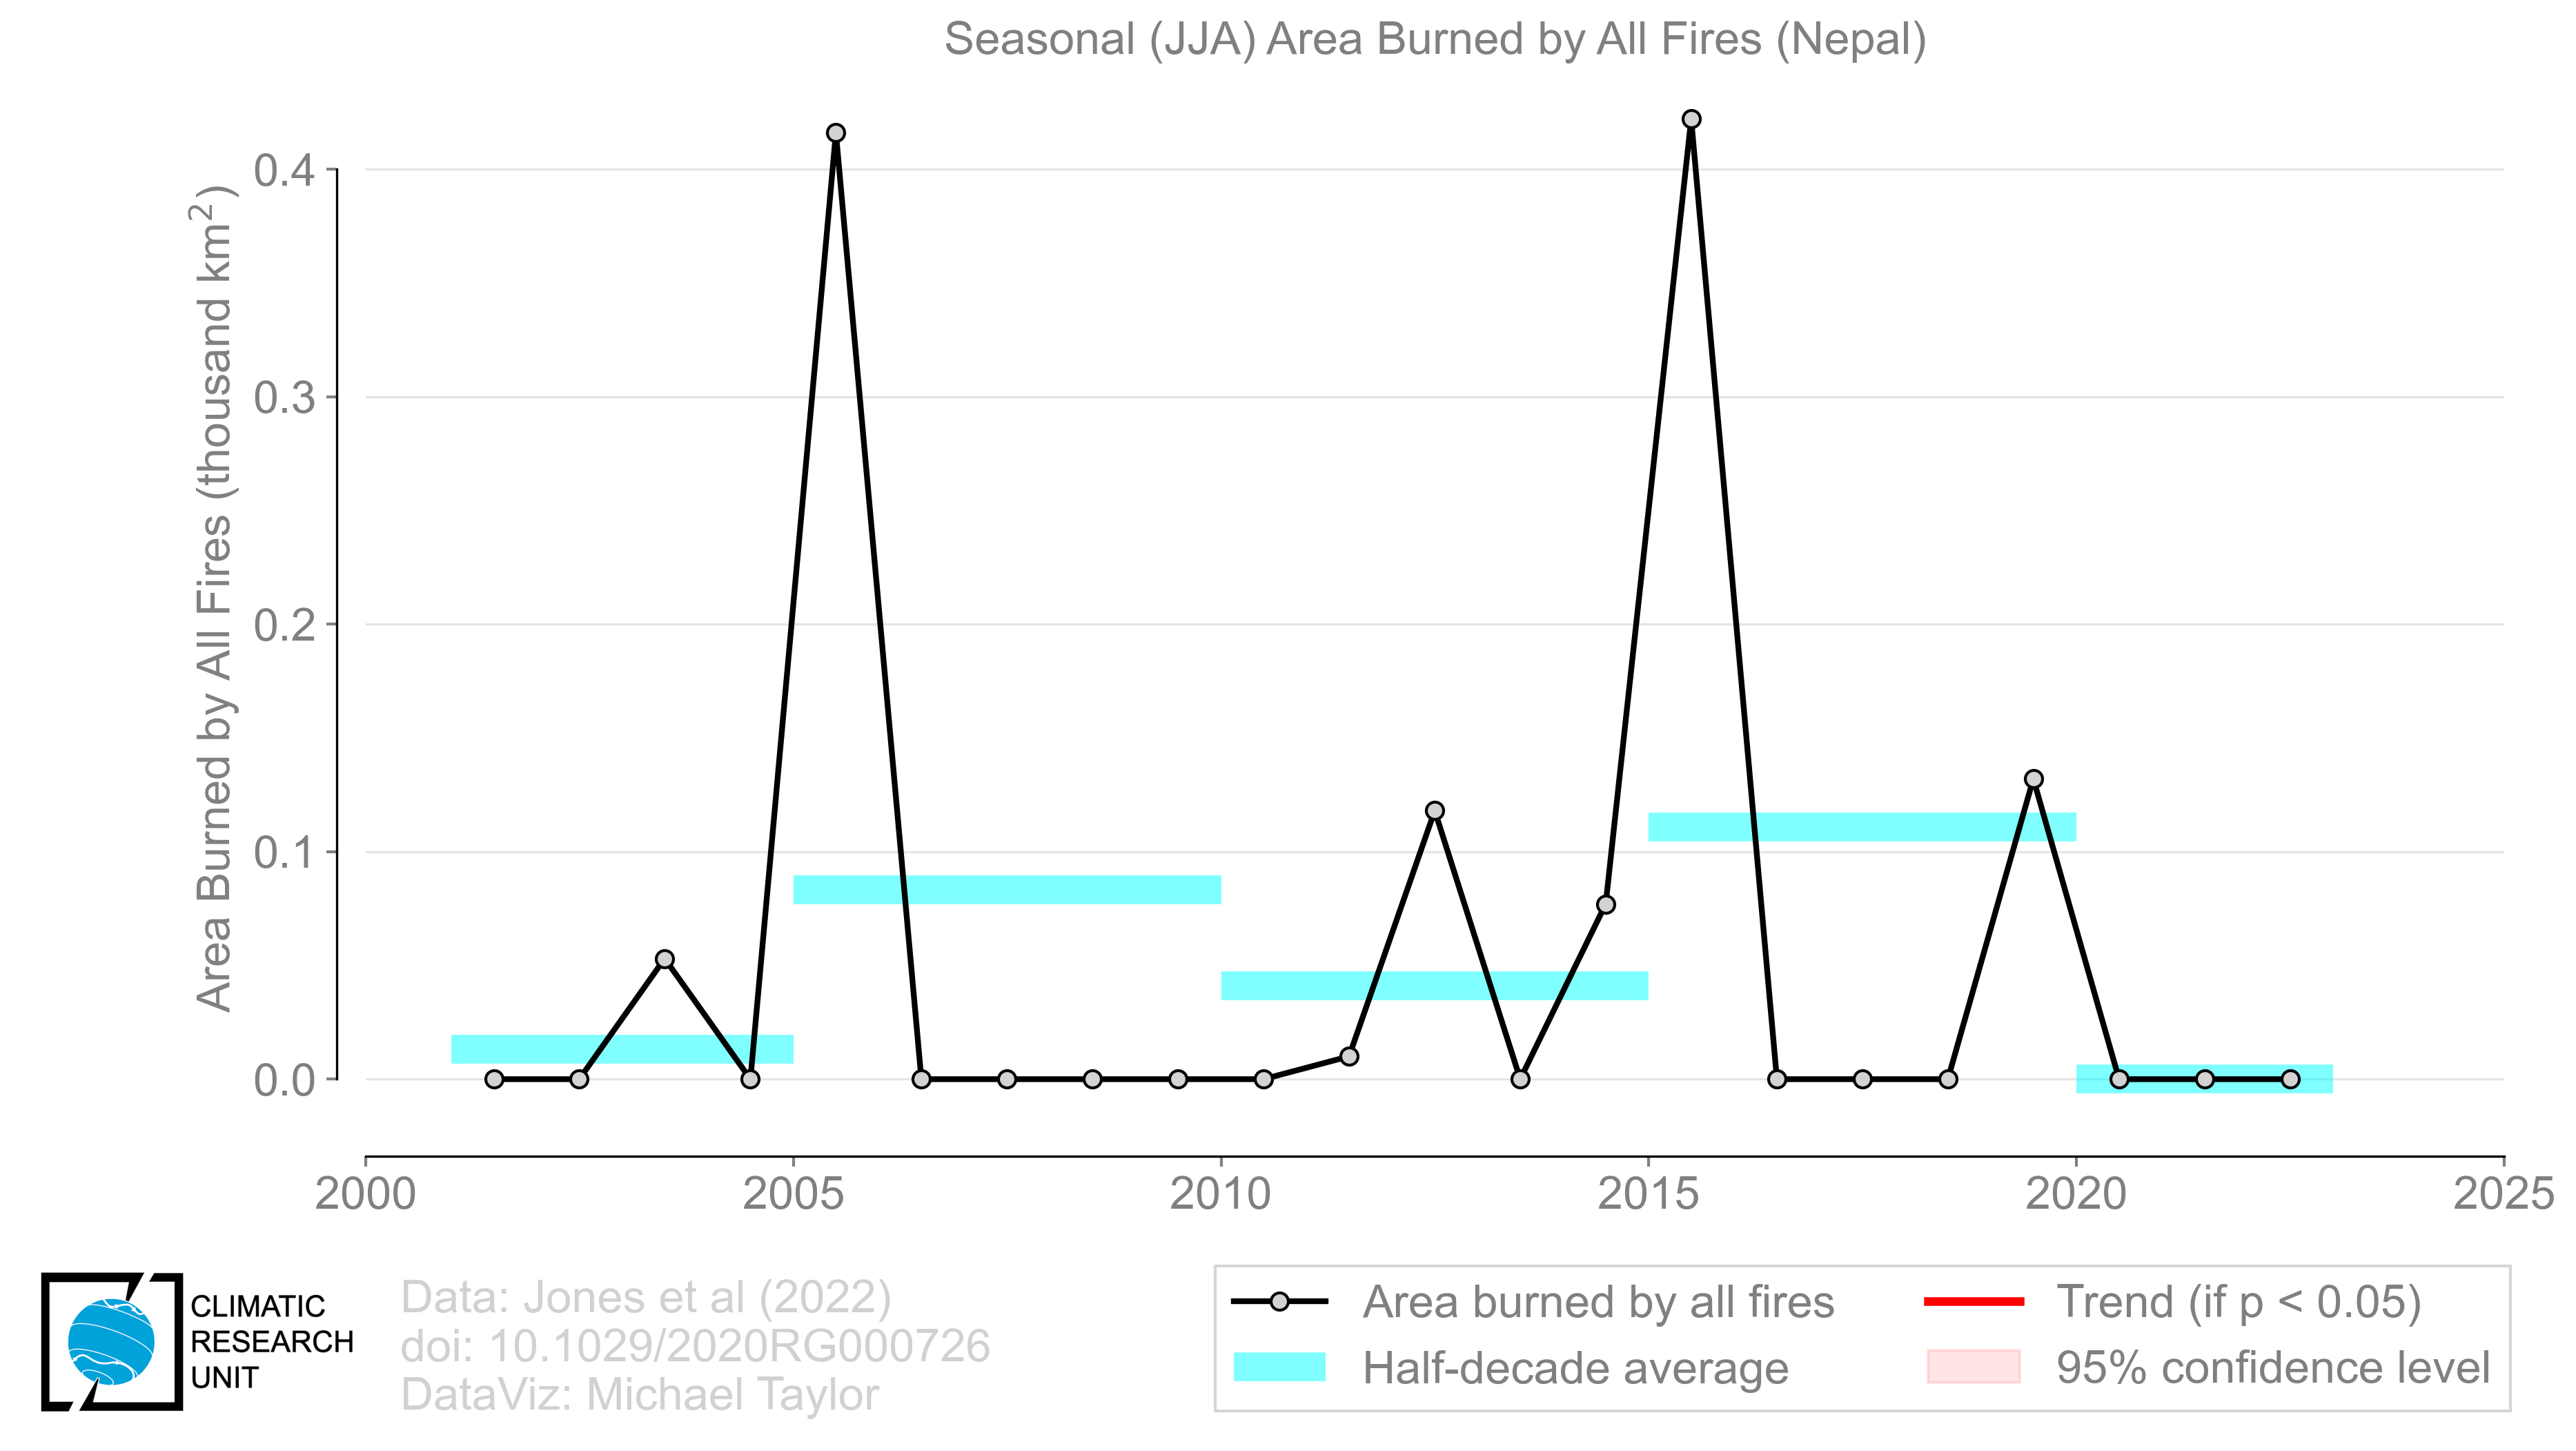 Seasonal (JJA) Area Burned by All Fires (Nepal)
Area Burned by All Fires (thousand km²)
0.4
0.3
0.2
0.1
0.0
2000 2005 2010 2015 2020 2025
CLIMATIC
RESEARCH
UNIT
Data: Jones et al (2022)
doi: 10.1029/2020RG000726
DataViz: Michael Taylor
Area burned by all fires
Half-decade average
Trend (if p < 0.05)
95% confidence level